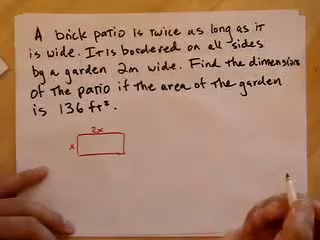 A brick patio is twice as long as it
is wide. It is bordered on all sides
by a garden 2m wide. Find the dimensions
of the patio if the area of the garden
is 136 ft².
2x
x